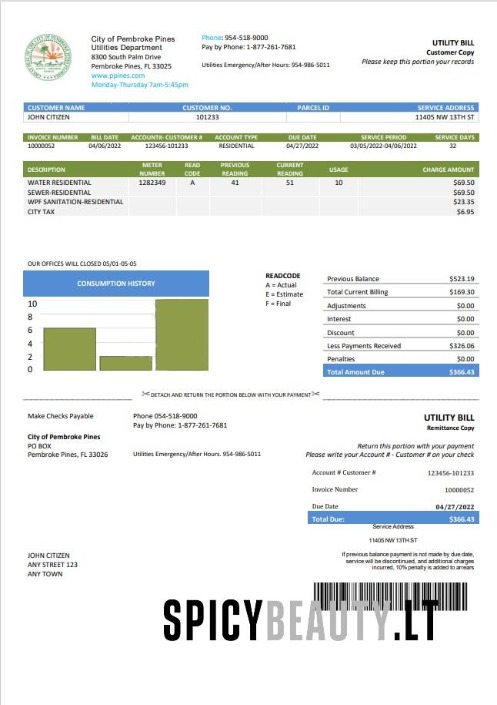 City of Pembroke Pines
Utilities Department
8300 South Palm Drive
Pembroke Pines, FL 33025
www.ppines.com
Monday-Thursday 7am-5:45pm
Phone: 954-518-9000
Pay by Phone: 1-877-261-7681
Utilities Emergency/After Hours: 954-986-5011
UTILITY BILL
Customer Copy
Please keep this portion your records
CUSTOMER NAME CUSTOMER NO. PARCEL ID SERVICE ADDRESS
JOHN CITIZEN 101233 11405 NW 13TH ST
INVOICE NUMBER BILL DATE ACCOUNT#- CUSTOMER # ACCOUNT TYPE DUE DATE SERVICE PERIOD SERVICE DAYS
10000052 04/06/2022 123456-101233 RESIDENTIAL 04/27/2022 03/05/2022-04/06/2022 32
DESCRIPTION METER NUMBER READ CODE PREVIOUS READING CURRENT READING USAGE CHARGE AMOUNT
WATER RESIDENTIAL 1282349 A 41 51 10 $69.50
SEWER-RESIDENTIAL $69.50
WPF SANITATION-RESIDENTIAL $23.35
CITY TAX $6.95
OUR OFFICES WILL CLOSED 05/01-05-05
CONSUMPTION HISTORY
10
8
6
4
2
0
READCODE
A = Actual
E = Estimate
F = Final
Previous Balance $523.19
Total Current Billing $169.30
Adjustments $0.00
Interest $0.00
Discount $0.00
Less Payments Received $326.06
Penalties $0.00
Total Amount Due $366.43
DETACH AND RETURN THE PORTION BELOW WITH YOUR PAYMENT
Make Checks Payable
City of Pembroke Pines
PO BOX
Pembroke Pines, FL 33026
Phone 054-518-9000
Pay by Phone: 1-877-261-7681
Utilities Emergency/After Hours. 954-986-5011
UTILITY BILL
Remittance Copy
Return this portion with your payment
Please write your Account # - Customer # on your check
Account # Customer # 123456-101233
Invoice Number 10000052
Due Date 04/27/2022
Total Due: $366.43
Service Address
11405 NW 13TH ST
If previous balance payment is not made by due date,
service will be discontinued, and additional charges
incurred, 10% penalty is added to arrears
JOHN CITIZEN
ANY STREET 123
ANY TOWN
SPICYBEAUTY.LT